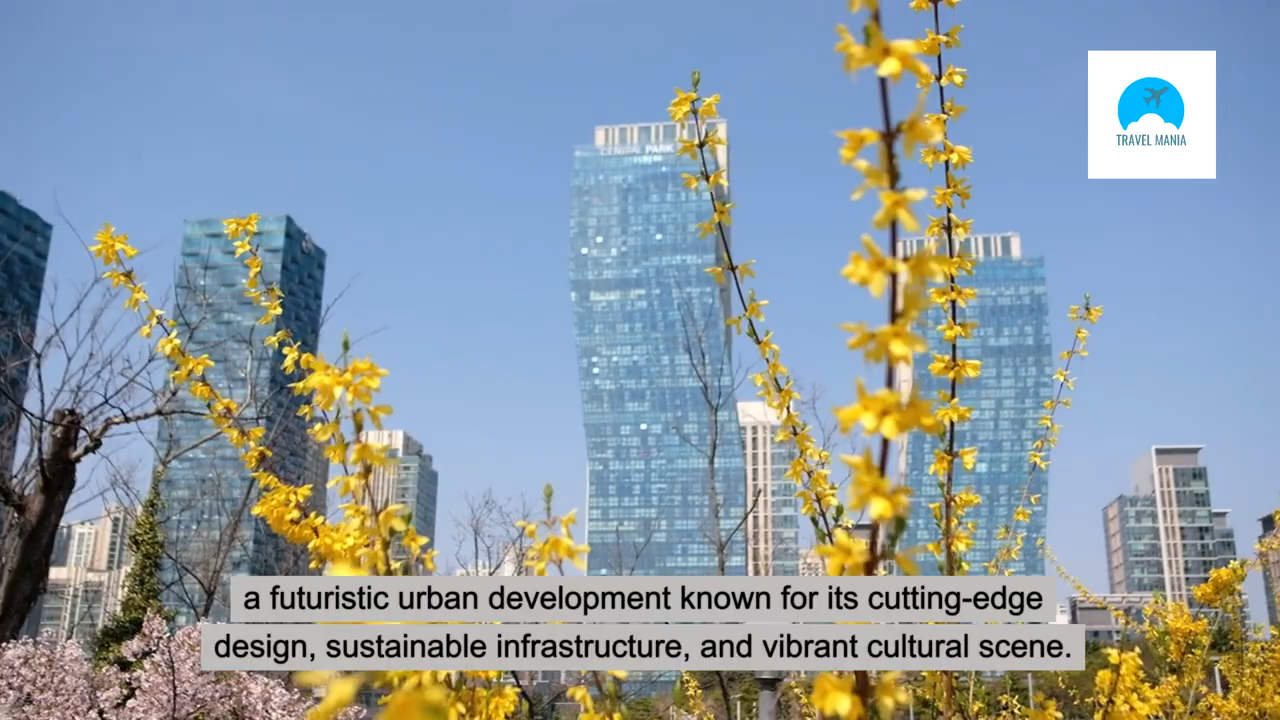 CENTRAL PARK
TRAVEL MANIA
a futuristic urban development known for its cutting-edge
design, sustainable infrastructure, and vibrant cultural scene.